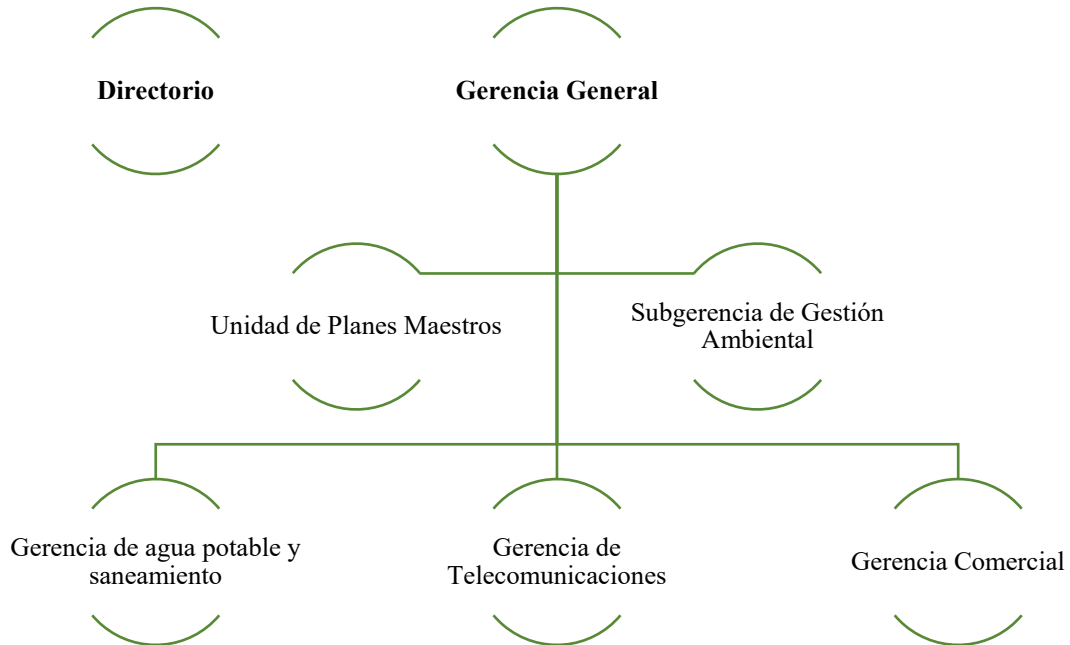 Directorio
Gerencia General
Unidad de Planes Maestros
Subgerencia de Gestión
Ambiental
Gerencia de agua potable y
saneamiento
Gerencia de
Telecomunicaciones
Gerencia Comercial